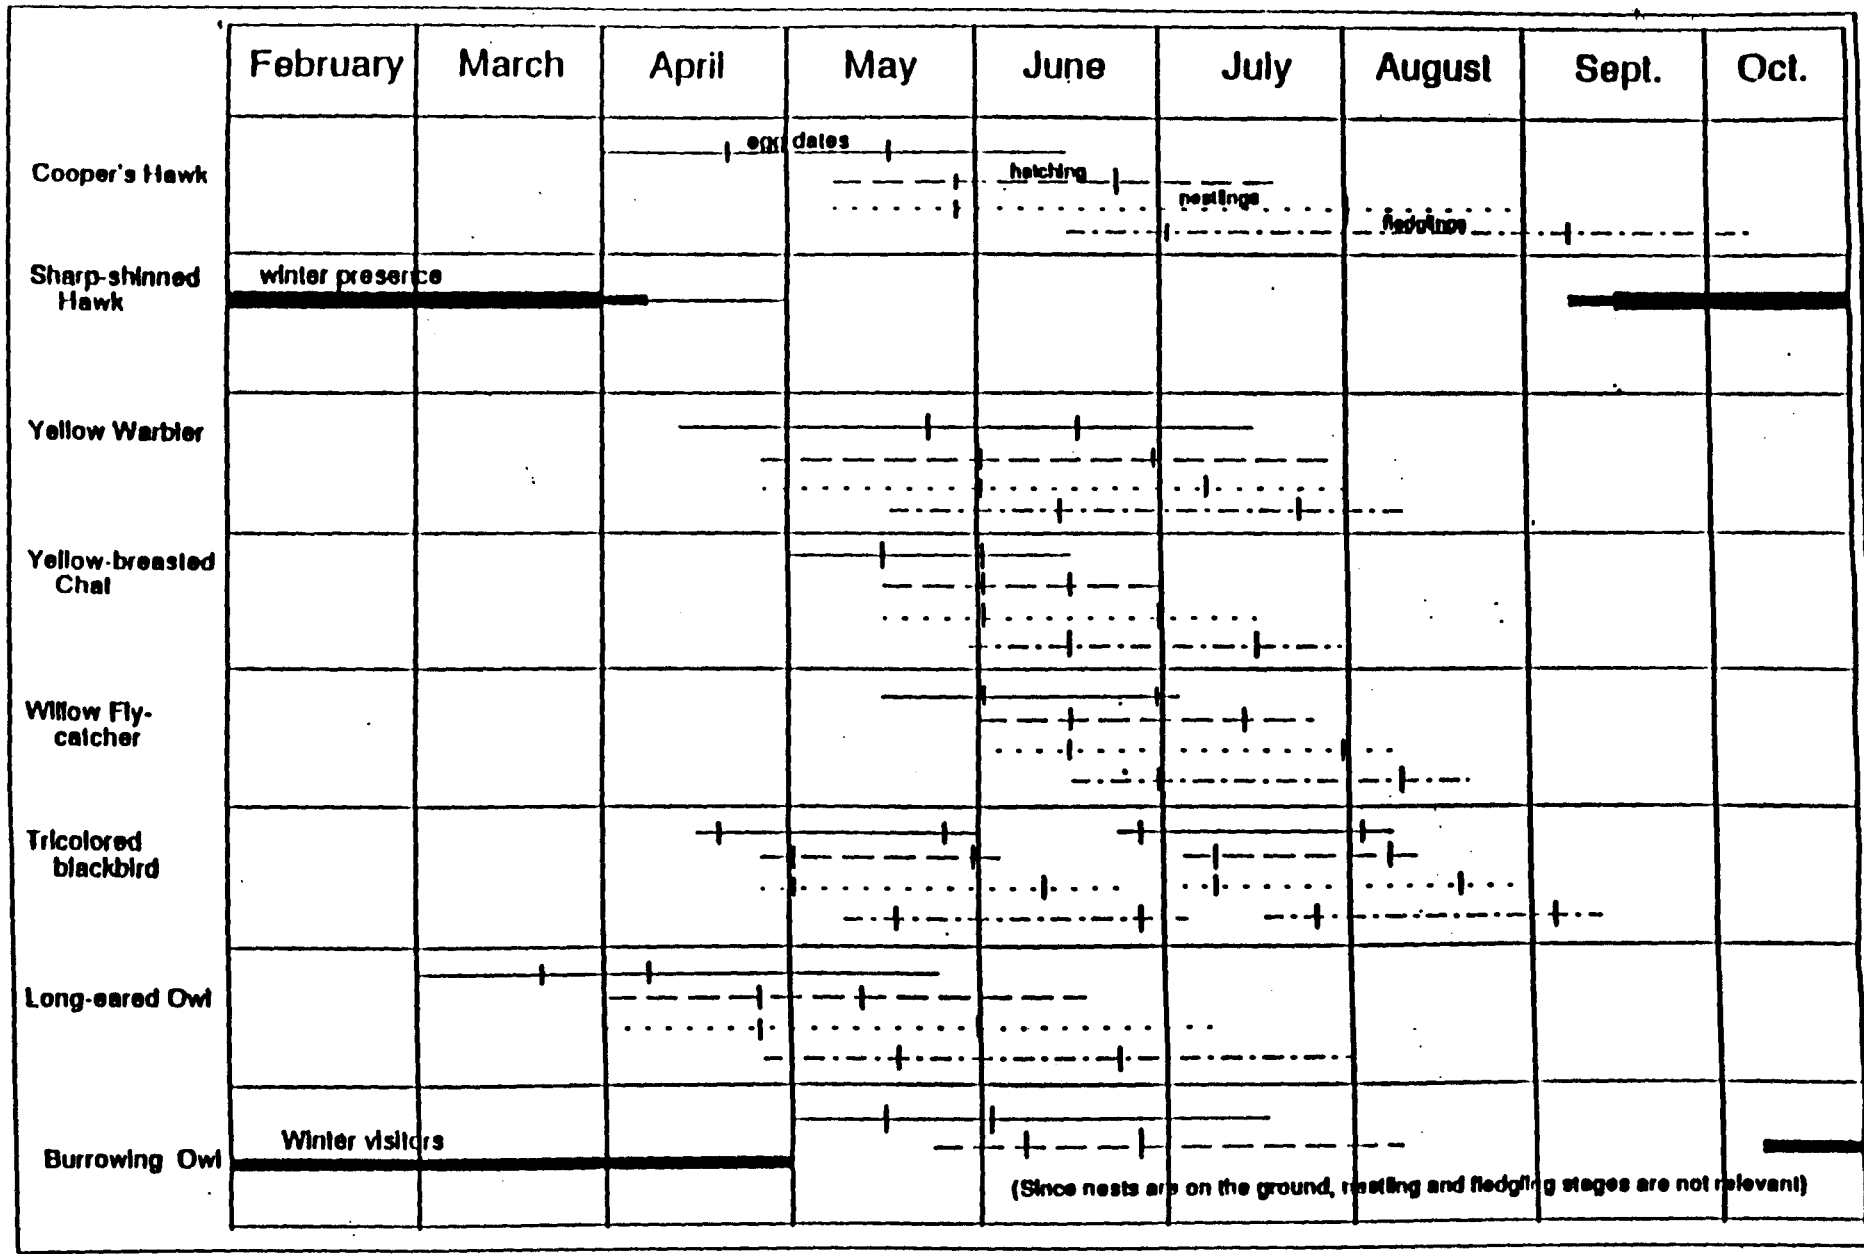 February March April May June July August Sept. Oct.
egg dates
Cooper's Hawk
hatching
nestlings
fledglings
Sharp-shinned
Hawk
winter presence
Yellow Warbler
Yellow-breasted
Chat
Willow Fly-
catcher
Tricolored
blackbird
Long-eared Owl
Winter visitors
Burrowing Owl
(Since nests are on the ground, nestling and fledgling stages are not relevant)